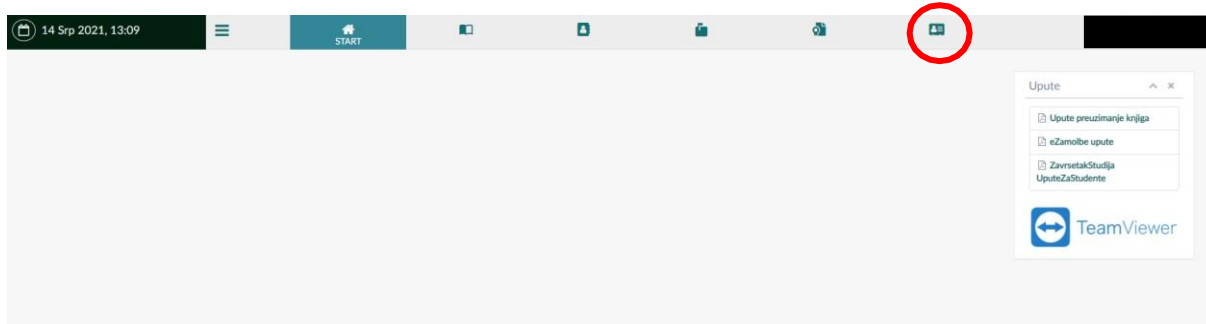 14 Srp 2021, 13:09
START
Upute
Upute preuzimanje knjiga
eZamolbe upute
ZavrsetakStudija
UputeZaStudente
TeamViewer